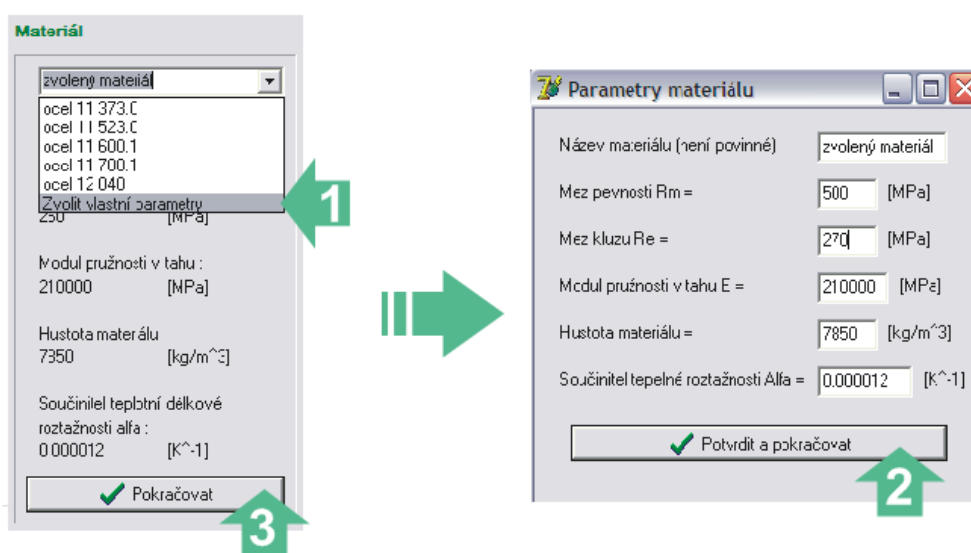 Materiál
zvolený materiál
ocel 11 373.0
ocel 11 523.0
ocel 11 600.1
ocel 11 700.1
ocel 12 040
Zvolit vlastní parametry
250 [MPa]
Modul pružnosti v tahu :
210000 [MPa]
Hustota materálu
7850 [kg/m^3]
Součinitel teplotní délkové
roztažnosti alfa :
0.000012 [K^-1]
Pokračovat
3
1
Parametry materiálu
Název materiálu (není povinné) zvolený materiál
Mez pevnosti Rm = 500 [MPa]
Mez kluzu Re = 270 [MPa]
Modul pružnosti v tahu E = 210000 [MPa]
Hustota materiálu = 7850 [kg/m^3]
Součinitel tepelné roztažnosti Alfa = 0.000012 [K^-1]
Potvrdit a pokračovat
2